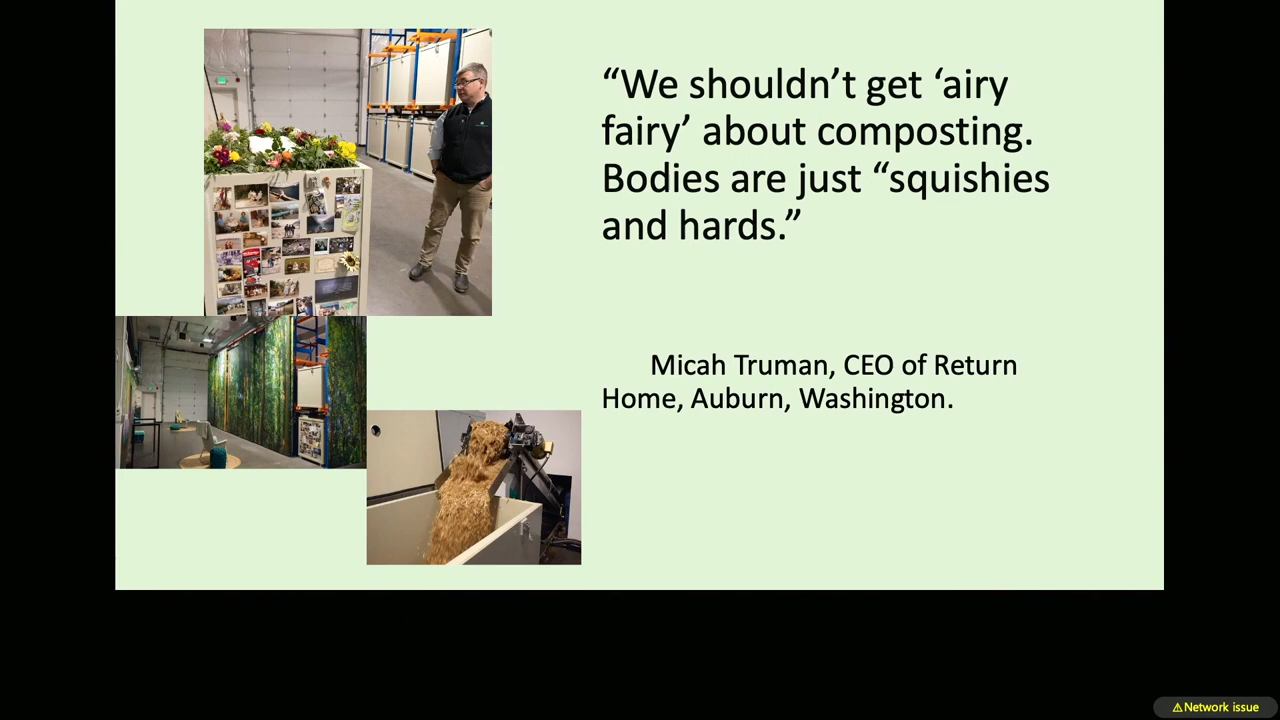 “We shouldn’t get ‘airy
fairy’ about composting.
Bodies are just “squishies
and hards.”
Micah Truman, CEO of Return
Home, Auburn, Washington.
⚠Network issue